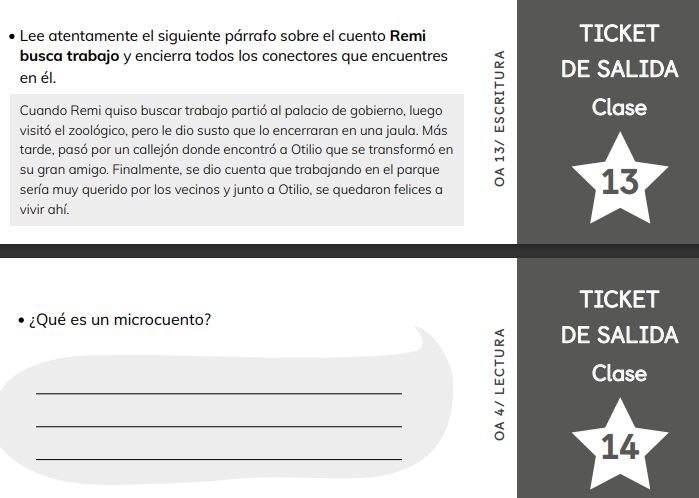 • Lee atentamente el siguiente párrafo sobre el cuento Remi
busca trabajo y encierra todos los conectores que encuentres
en él.
Cuando Remi quiso buscar trabajo partió al palacio de gobierno, luego
visitó el zoológico, pero le dio susto que lo encerraran en una jaula. Más
tarde, pasó por un callejón donde encontró a Otilio que se transformó en
su gran amigo. Finalmente, se dio cuenta que trabajando en el parque
sería muy querido por los vecinos y junto a Otilio, se quedaron felices a
vivir ahí.
OA 13/ ESCRITURA
TICKET
DE SALIDA
Clase
13
• ¿Qué es un microcuento?
OA 4/ LECTURA
TICKET
DE SALIDA
Clase
14